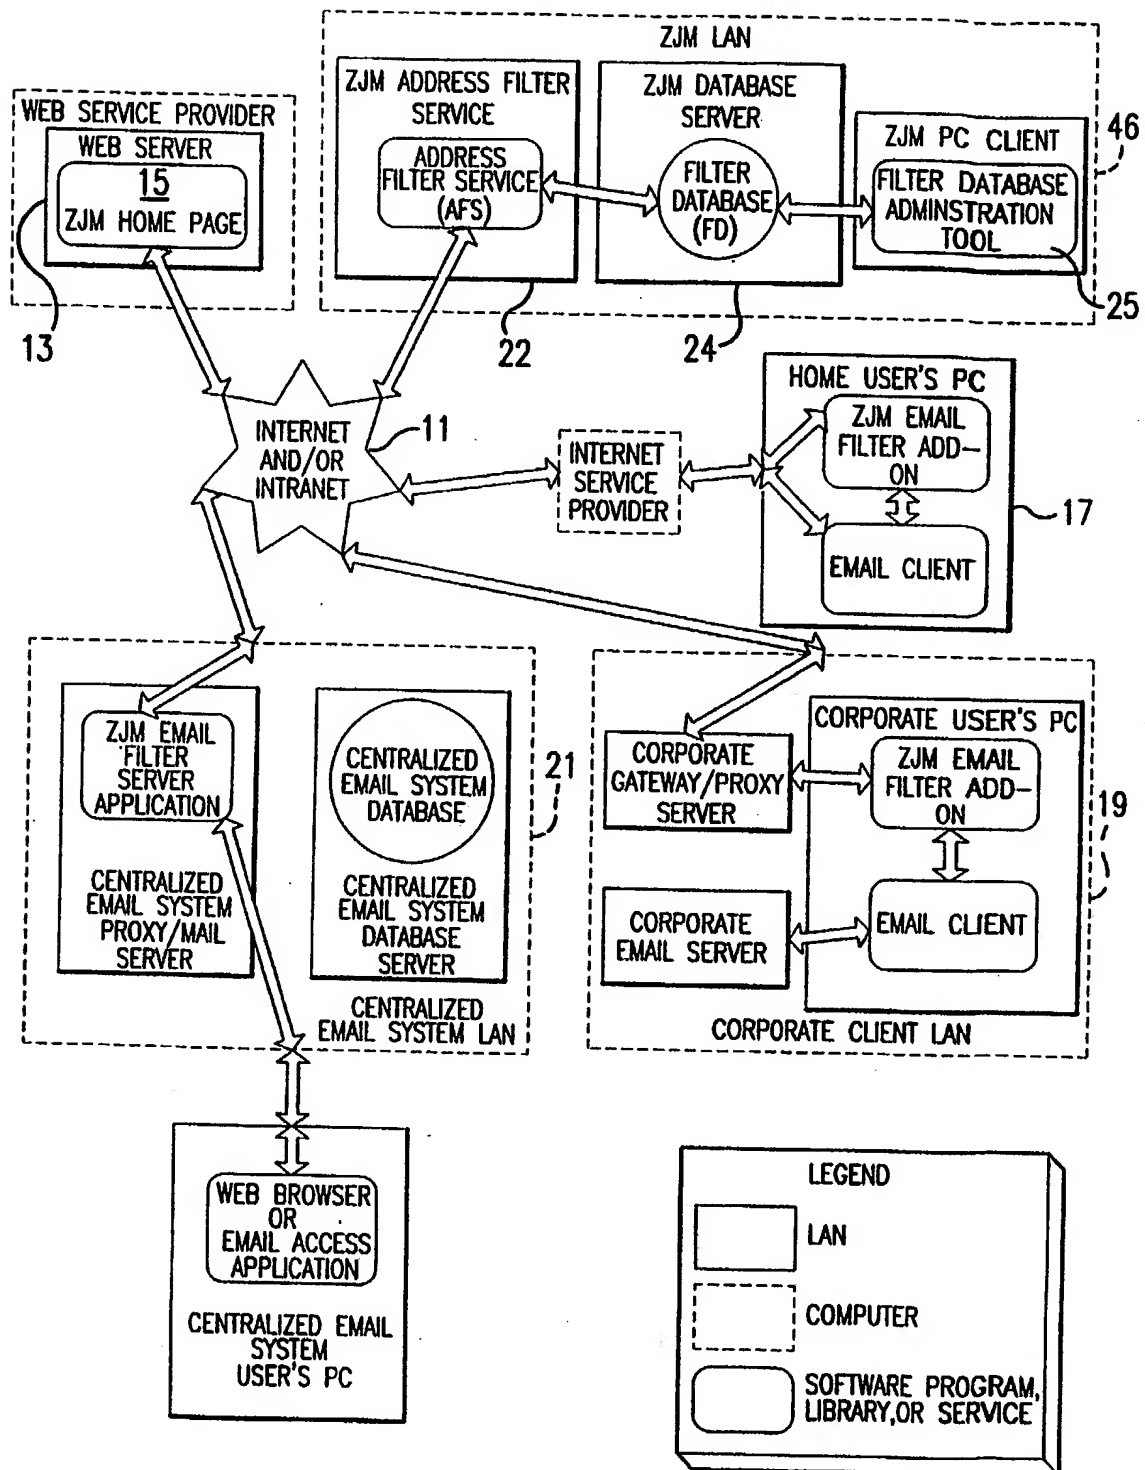 ZJM LAN
ZJM ADDRESS FILTER
SERVICE
ADDRESS
FILTER SERVICE
(AFS)
22
ZJM DATABASE
SERVER
FILTER
DATABASE
(FD)
24
ZJM PC CLIENT
FILTER DATABASE
ADMINSTRATION
TOOL
25
46
WEB SERVICE PROVIDER
WEB SERVER
15
ZJM HOME PAGE
13
INTERNET
AND/OR
INTRANET
11
INTERNET
SERVICE
PROVIDER
HOME USER'S PC
ZJM EMAIL
FILTER ADD-
ON
EMAIL CLIENT
17
ZJM EMAIL
FILTER
SERVER
APPLICATION
CENTRALIZED
EMAIL SYSTEM
PROXY/MAIL
SERVER
CENTRALIZED
EMAIL SYSTEM
DATABASE
CENTRALIZED
EMAIL SYSTEM
DATABASE
SERVER
CENTRALIZED
EMAIL SYSTEM LAN
21
CORPORATE
GATEWAY/PROXY
SERVER
CORPORATE
EMAIL SERVER
CORPORATE USER'S PC
ZJM EMAIL
FILTER ADD-
ON
EMAIL CLIENT
CORPORATE CLIENT LAN
19
WEB BROWSER
OR
EMAIL ACCESS
APPLICATION
CENTRALIZED EMAIL
SYSTEM
USER'S PC
LEGEND
LAN
COMPUTER
SOFTWARE PROGRAM,
LIBRARY,OR SERVICE